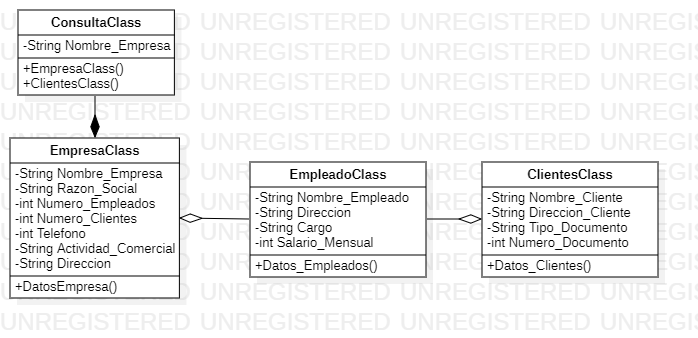 ConsultaClass
-String Nombre_Empresa
+EmpresaClass()
+ClientesClass()
EmpresaClass
-String Nombre_Empresa
-String Razon_Social
-int Numero_Empleados
-int Numero_Clientes
-int Telefono
-String Actividad_Comercial
-String Direccion
+DatosEmpresa()
EmpleadoClass
-String Nombre_Empleado
-String Direccion
-String Cargo
-int Salario_Mensual
+Datos_Empleados()
ClientesClass
-String Nombre_Cliente
-String Direccion_Cliente
-String Tipo_Documento
-int Numero_Documento
+Datos_Clientes()
UNREGISTERED UNREGISTERED UNREGISTERED UNREGIS